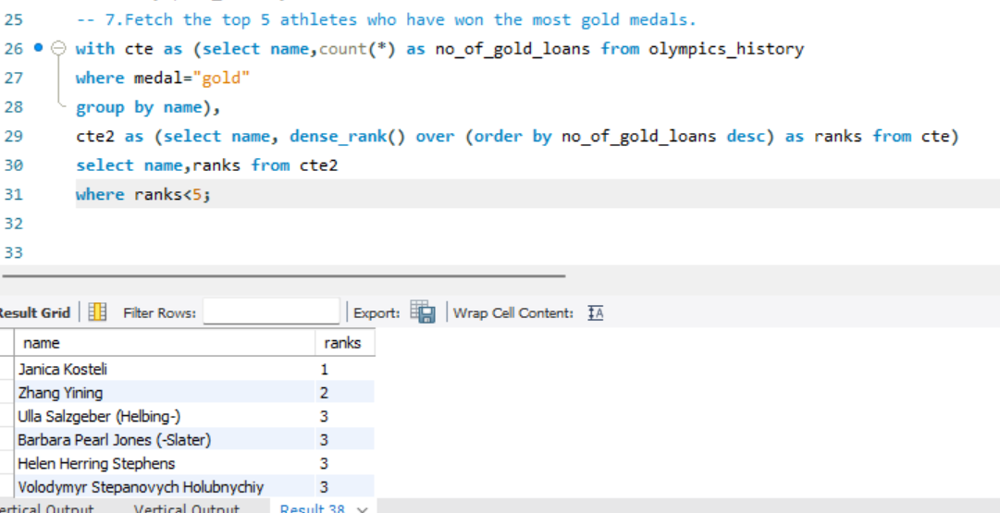 25 -- 7.Fetch the top 5 athletes who have won the most gold medals.
26 with cte as (select name,count(*) as no_of_gold_loans from olympics_history
27 where medal="gold"
28 group by name),
29 cte2 as (select name, dense_rank() over (order by no_of_gold_loans desc) as ranks from cte)
30 select name,ranks from cte2
31 where ranks<5;
32
33
Result Grid Filter Rows: Export: Wrap Cell Content: IA
name ranks
Janica Kosteli 1
Zhang Yining 2
Ulla Salzgeber (Helbing-) 3
Barbara Pearl Jones (-Slater) 3
Helen Herring Stephens 3
Volodymyr Stepanovych Holubnychiy 3
Vertical Output Vertical Output Result 38